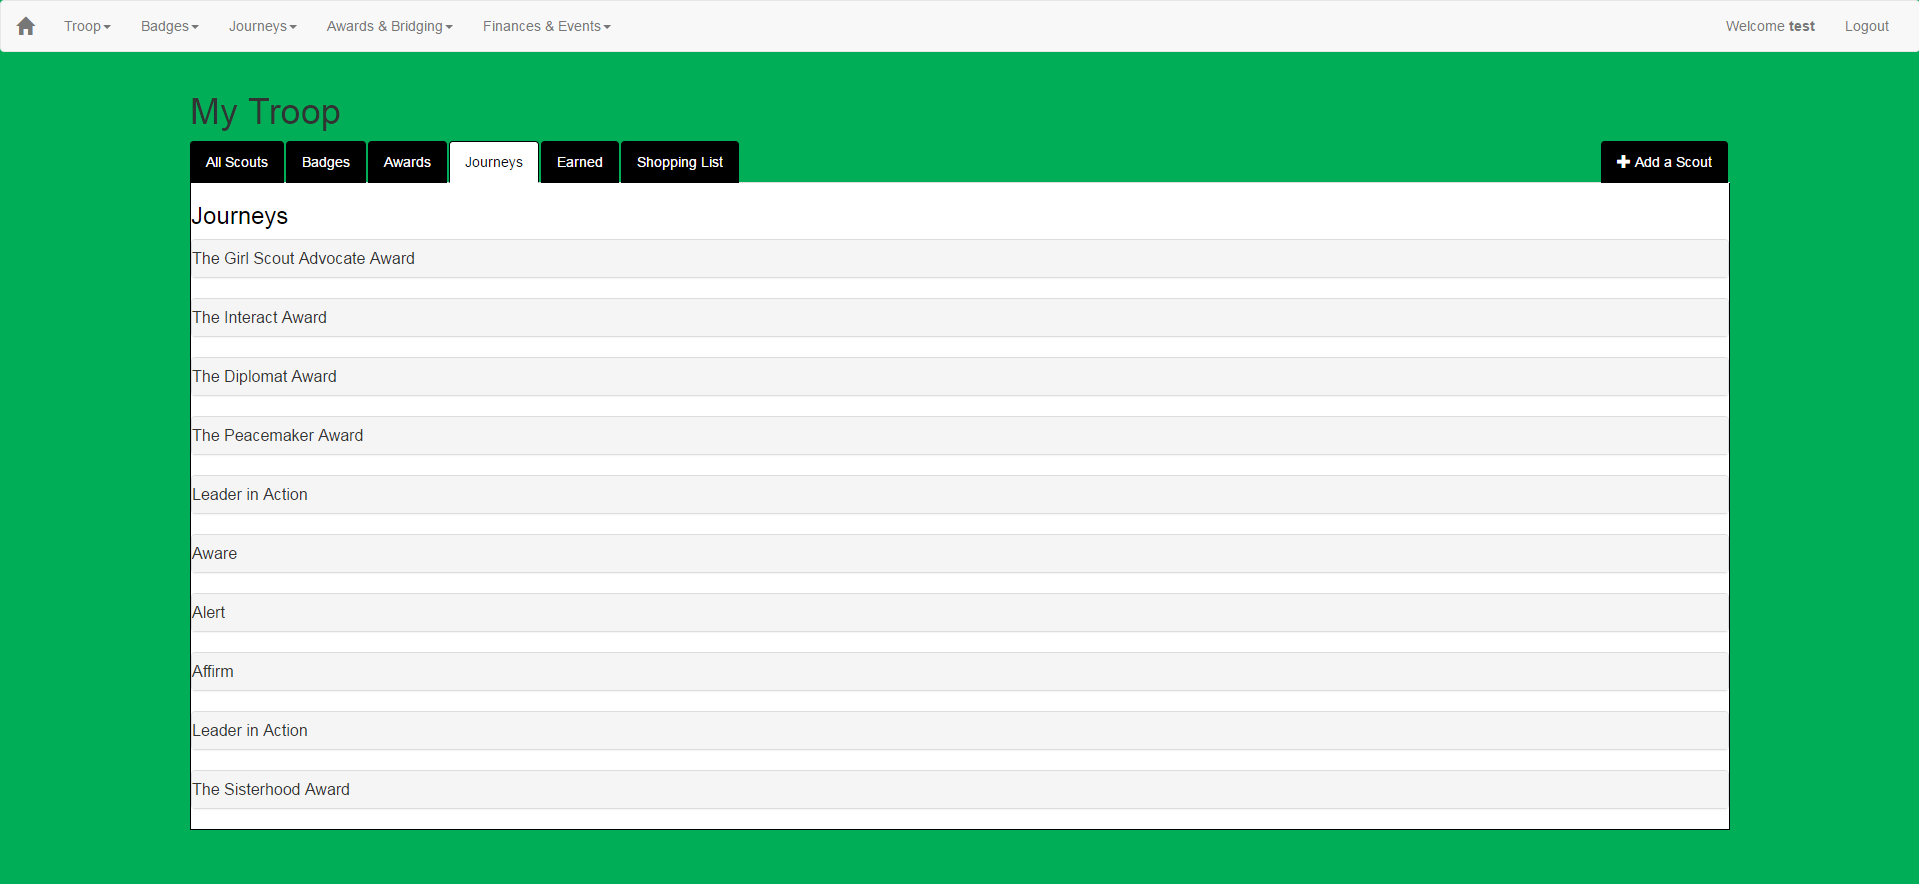 Troop Badges Journeys Awards & Bridging Finances & Events Welcome test Logout
My Troop
All Scouts Badges Awards Journeys Earned Shopping List Add a Scout
Journeys
The Girl Scout Advocate Award
The Interact Award
The Diplomat Award
The Peacemaker Award
Leader in Action
Aware
Alert
Affirm
Leader in Action
The Sisterhood Award